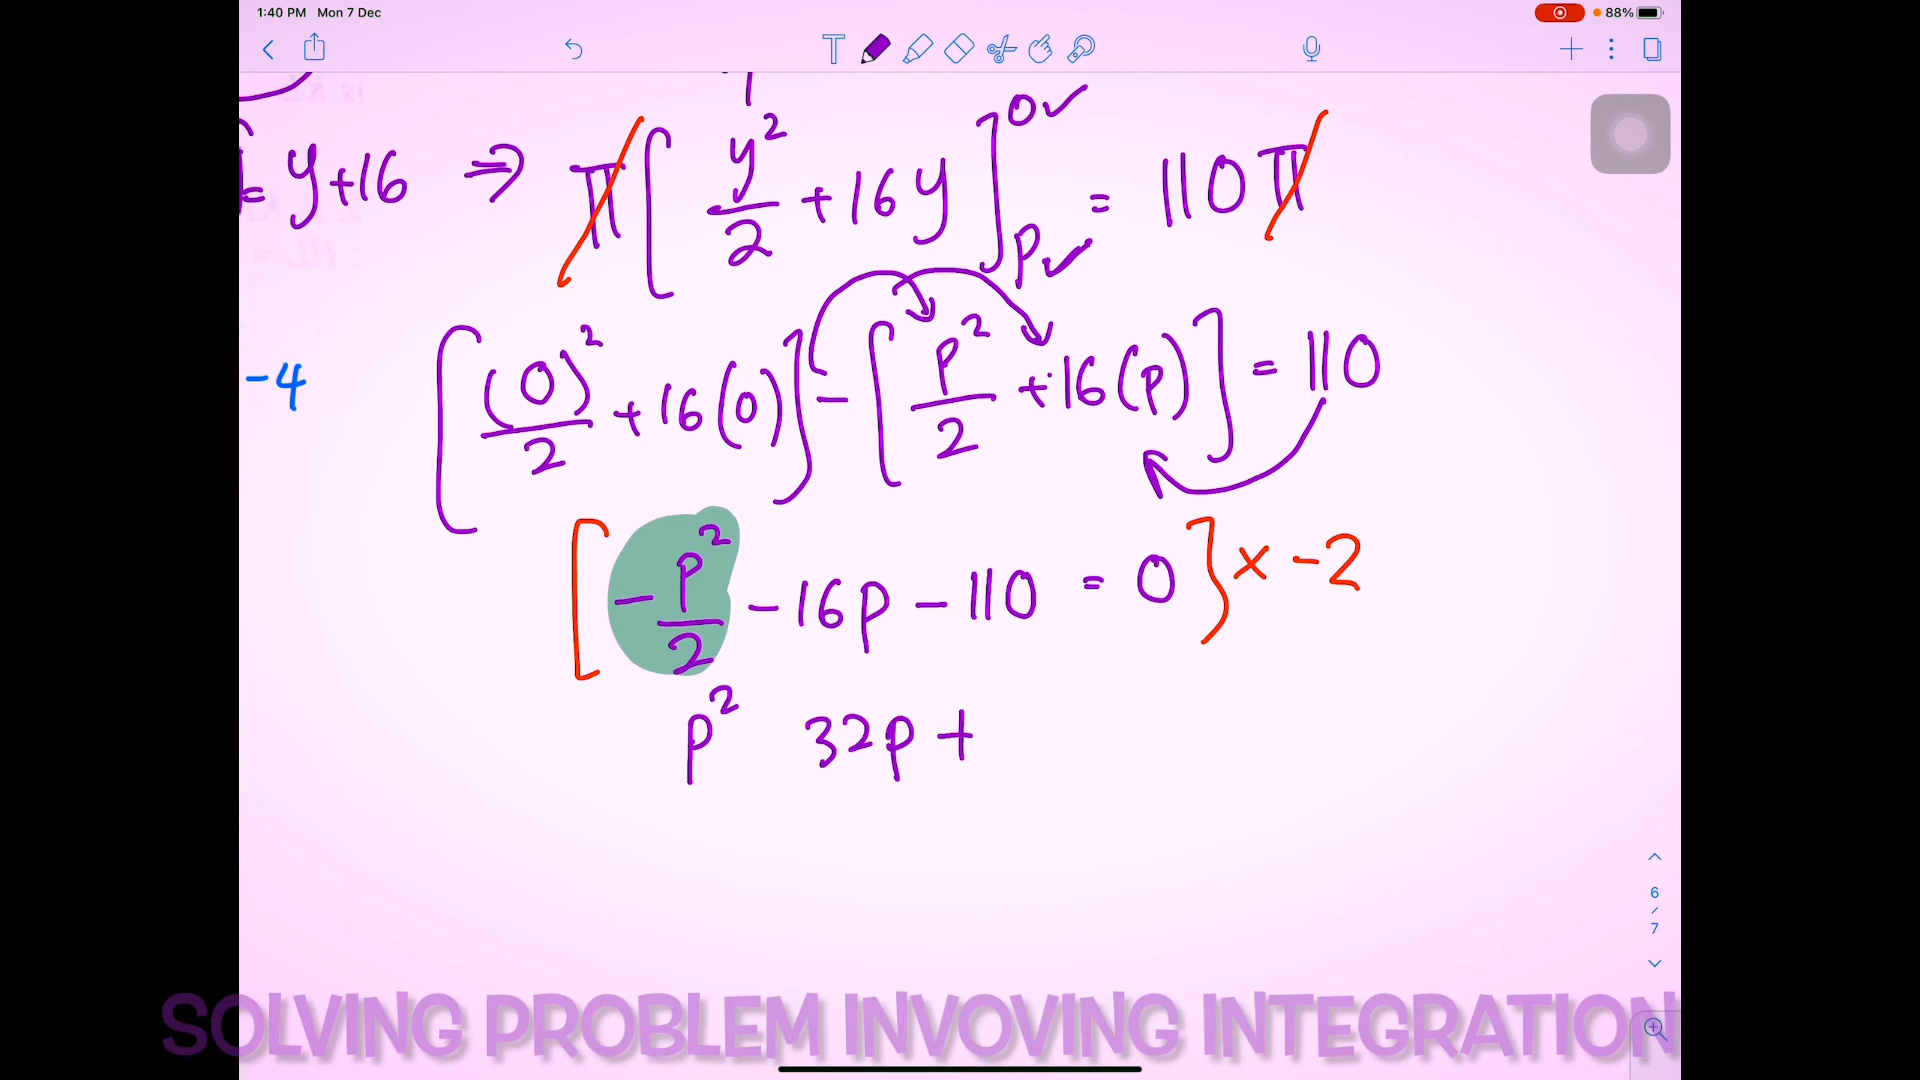 1:40 PM Mon 7 Dec
88%
= y+16 ⇒ π[ y²/2 + 16y ]⁰ₚ = 110π
-4
[ (0)²/2 + 16(0) ] - [ p²/2 + 16(p) ] = 110
[ -p²/2 - 16p - 110 = 0 } × -2
p² 32p +
6
/
7
SOLVING PROBLEM INVOVING INTEGRATION